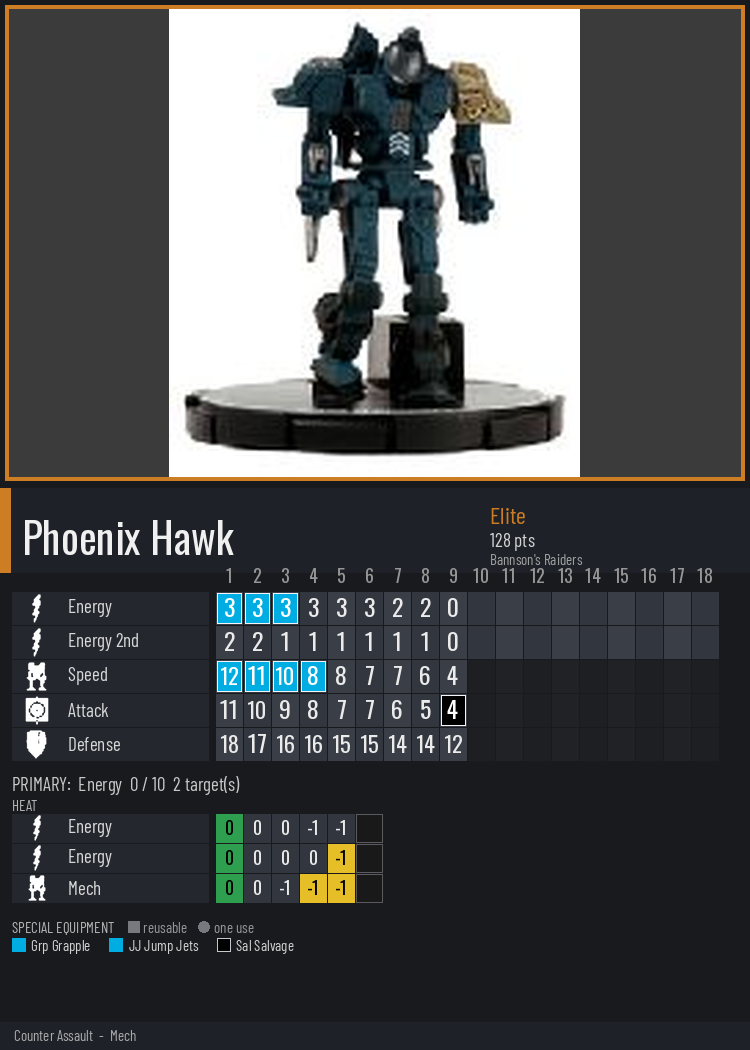 Phoenix Hawk
Elite
128 pts
Bannson's Raiders
1 2 3 4 5 6 7 8 9 10 11 12 13 14 15 16 17 18
Energy 3 3 3 3 3 3 2 2 0
Energy 2nd 2 2 1 1 1 1 1 1 0
Speed 12 11 10 8 8 7 7 6 4
Attack 11 10 9 8 7 7 6 5 4
Defense 18 17 16 16 15 15 14 14 12
PRIMARY: Energy 0 / 10 2 target(s)
HEAT
Energy 0 0 0 -1 -1
Energy 0 0 0 0 -1
Mech 0 0 -1 -1 -1
SPECIAL EQUIPMENT reusable one use
Grp Grapple JJ Jump Jets Sal Salvage
Counter Assault - Mech